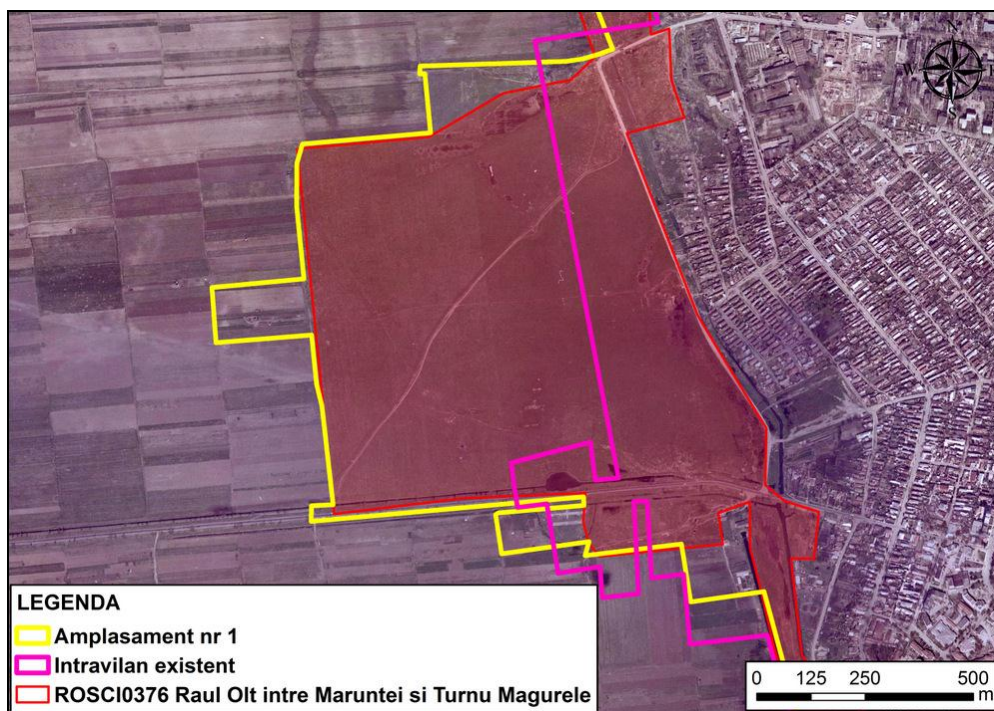 N
W E
S
LEGENDA
Amplasament nr 1
Intravilan existent
ROSCI0376 Raul Olt intre Maruntei si Turnu Magurele
0 125 250 500
m